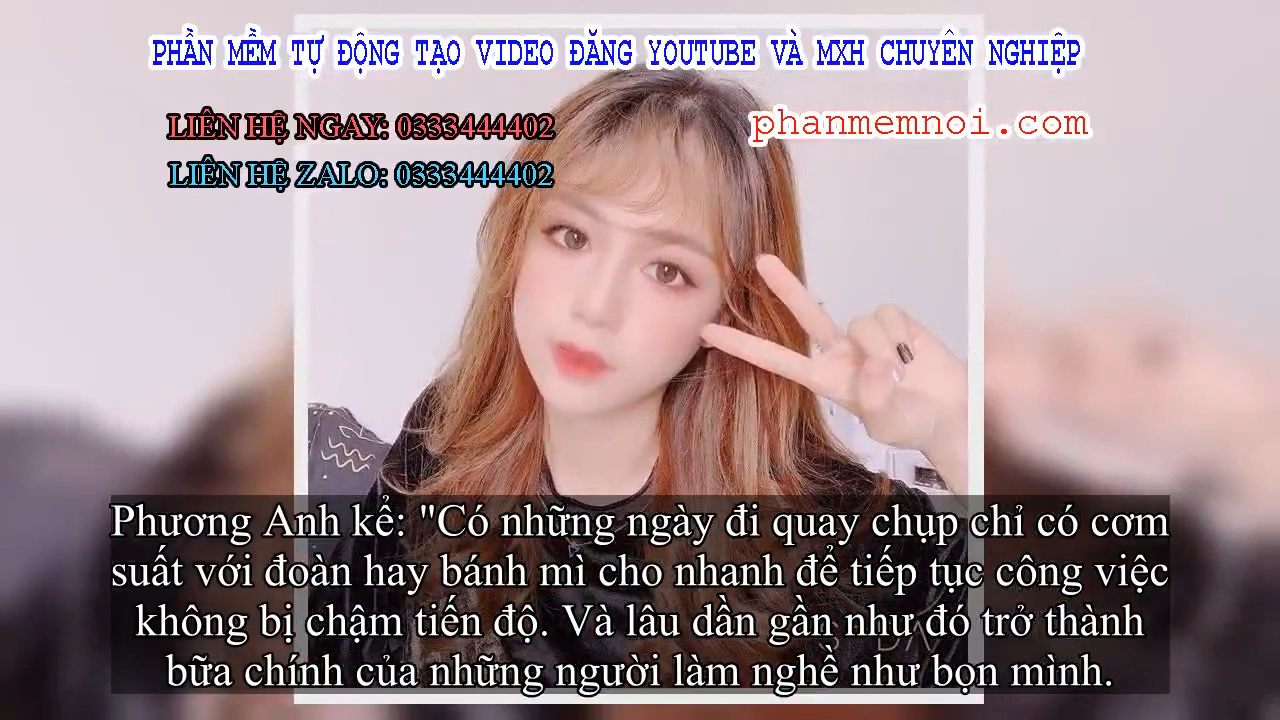 PHẦN MỀM TỰ ĐỘNG TẠO VIDEO ĐĂNG YOUTUBE VÀ MXH CHUYÊN NGHIỆP
LIÊN HỆ NGAY: 0333444402
phanmemnoi.com
LIÊN HỆ ZALO: 0333444402
Phương Anh kể: "Có những ngày đi quay chụp chỉ có cơm
suất với đoàn hay bánh mì cho nhanh để tiếp tục công việc
không bị chậm tiến độ. Và lâu dần gần như đó trở thành
bữa chính của những người làm nghề như bọn mình.